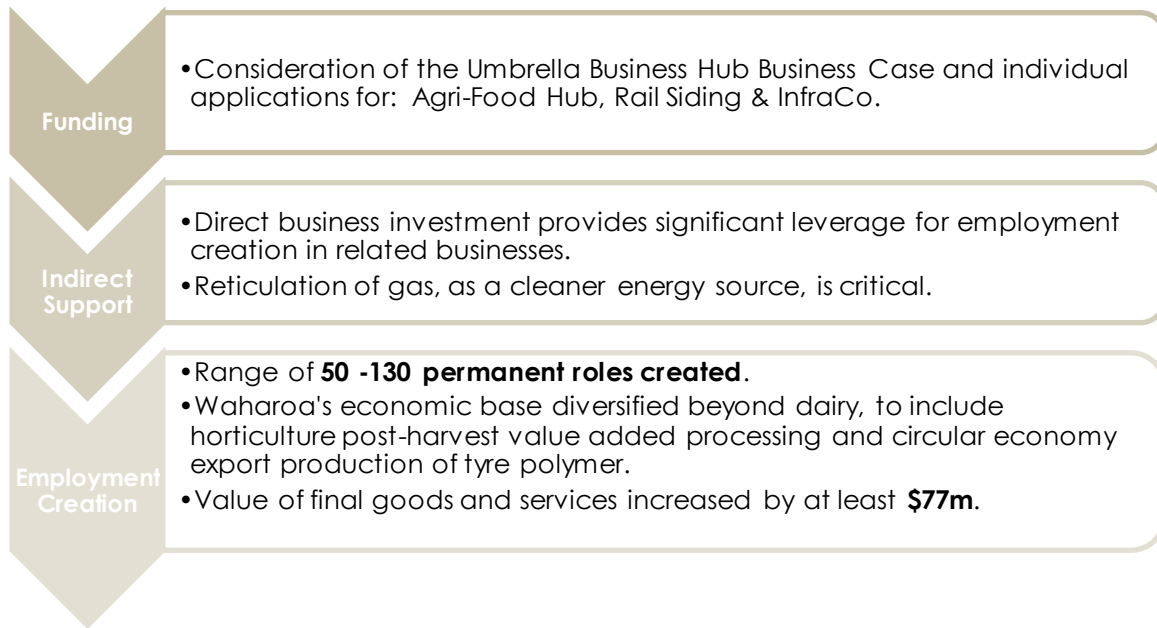 Funding
•Consideration of the Umbrella Business Hub Business Case and individual
applications for: Agri-Food Hub, Rail Siding & InfraCo.
Indirect
Support
•Direct business investment provides significant leverage for employment
creation in related businesses.
•Reticulation of gas, as a cleaner energy source, is critical.
Employment
Creation
•Range of 50 -130 permanent roles created.
•Waharoa's economic base diversified beyond dairy, to include
horticulture post-harvest value added processing and circular economy
export production of tyre polymer.
•Value of final goods and services increased by at least $77m.